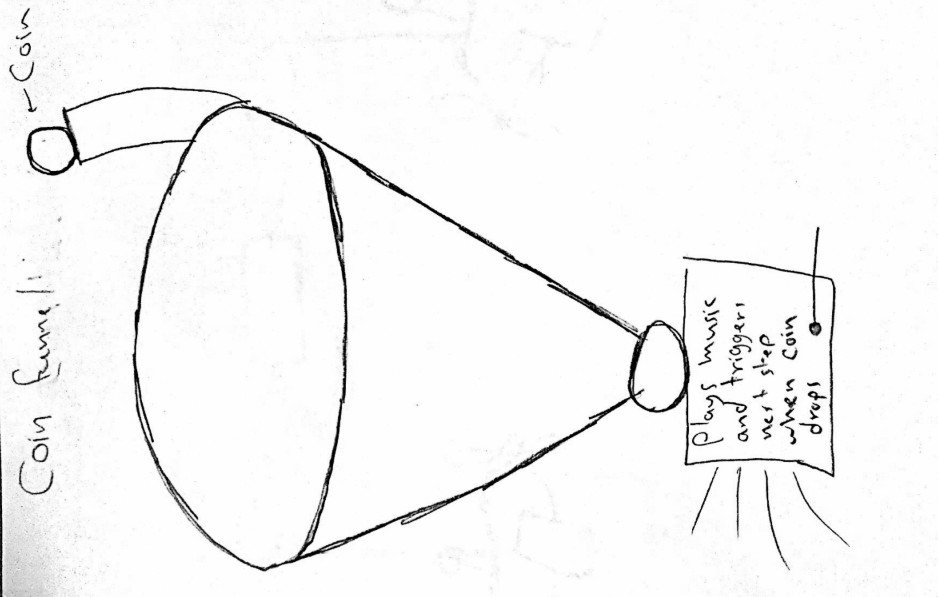 Coin funnel:
← Coin
Plays music
and triggers
next step
when coin
drops